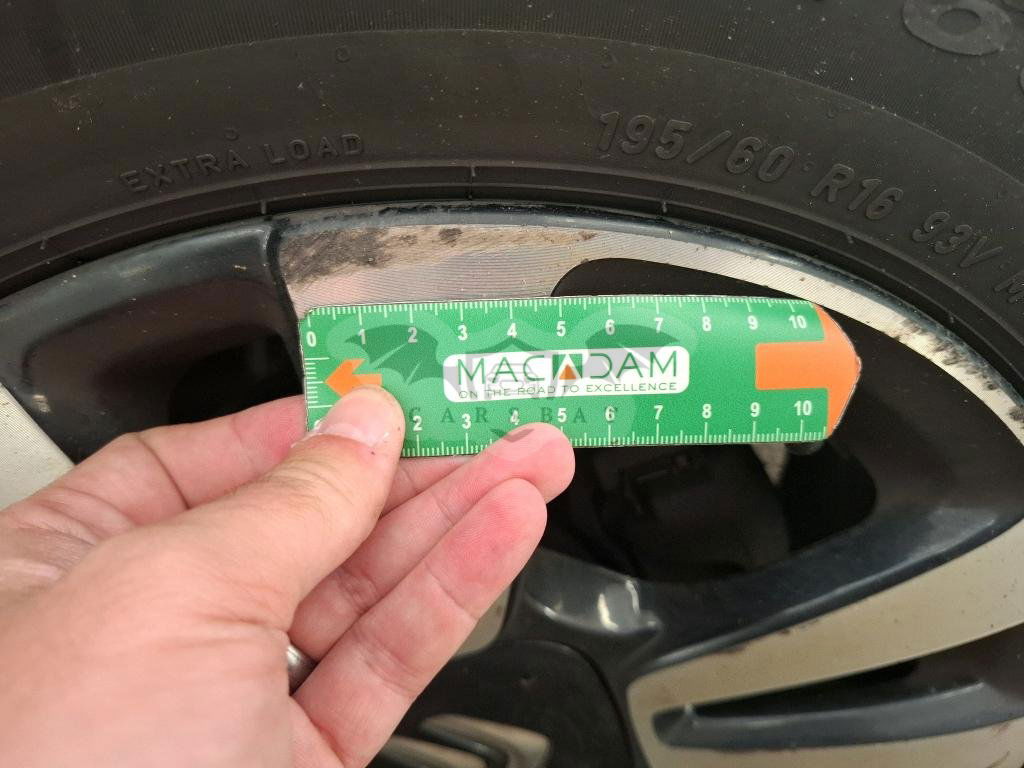 EXTRA LOAD
195/60 R16 93V M
0 1 2 3 4 5 6 7 8 9 10
MACADAM
ON THE ROAD TO EXCELLENCE
CARSBAC
2 3 4 5 6 7 8 9 10